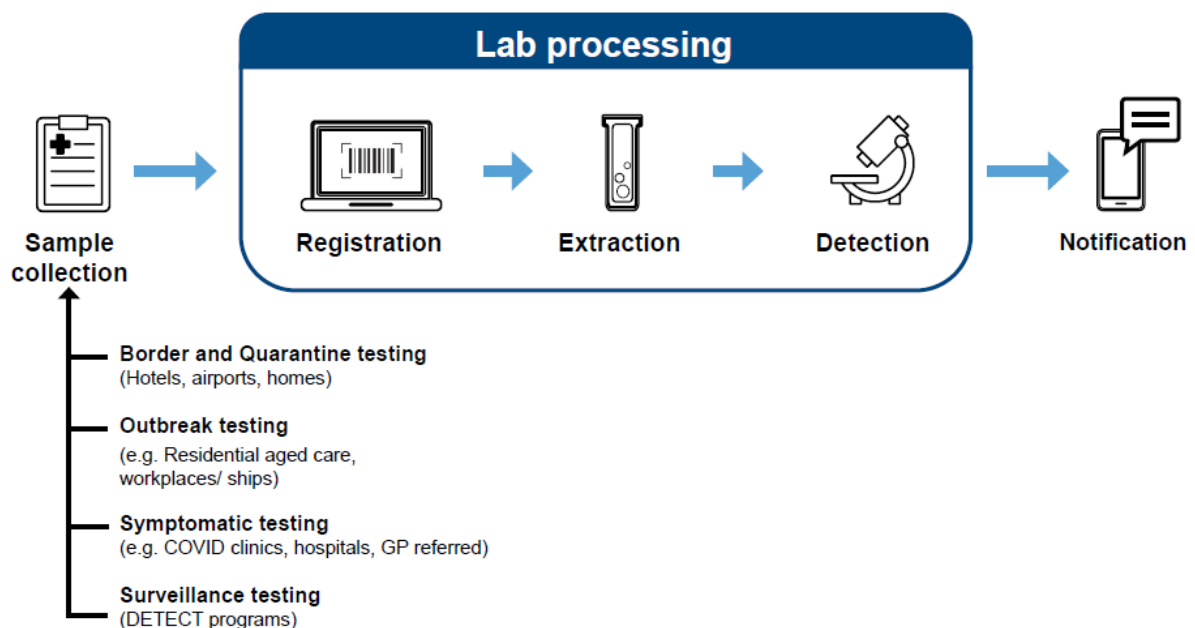 Lab processing
Sample
collection
Registration
Extraction
Detection
Notification
Border and Quarantine testing
(Hotels, airports, homes)
Outbreak testing
(e.g. Residential aged care,
workplaces/ ships)
Symptomatic testing
(e.g. COVID clinics, hospitals, GP referred)
Surveillance testing
(DETECT programs)